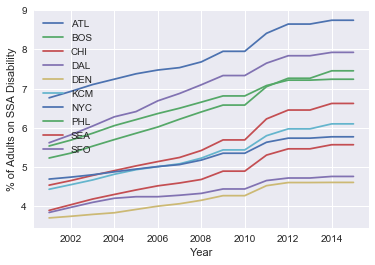 9
8
7
6
5
4
% of Adults on SSA Disability
ATL
BOS
CHI
DAL
DEN
KCM
NYC
PHL
SEA
SFO
2002 2004 2006 2008 2010 2012 2014
Year